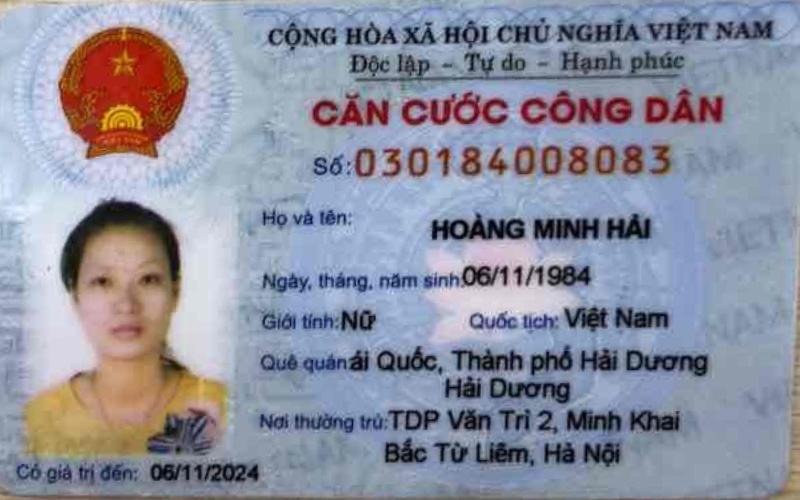 CỘNG HÒA XÃ HỘI CHỦ NGHĨA VIỆT NAM
Độc lập - Tự do - Hạnh phúc
CĂN CƯỚC CÔNG DÂN
Số: 030184008083
Họ và tên: HOÀNG MINH HẢI
Ngày, tháng, năm sinh: 06/11/1984
Giới tính: Nữ Quốc tịch: Việt Nam
Quê quán: ái Quốc, Thành phố Hải Dương
Hải Dương
Nơi thường trú: TDP Văn Trì 2, Minh Khai
Bắc Từ Liêm, Hà Nội
Có giá trị đến: 06/11/2024